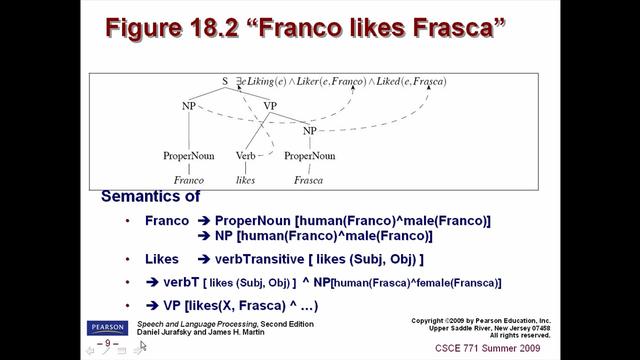 Figure 18.2 “Franco likes Frasca”
S ∃eLiking(e) ∧ Liker(e,Franco) ∧ Liked(e,Frasca)
NP VP
NP
ProperNoun Verb ProperNoun
Franco likes Frasca
Semantics of
• Franco ➔ ProperNoun [human(Franco)^male(Franco)]
➔ NP [human(Franco)^male(Franco)]
• Likes ➔ verbTransitive [ likes (Subj, Obj) ]
• ➔ verbT [ likes (Subj, Obj) ] ^ NP[human(Frasca)^female(Fransca)]
• ➔ VP [likes(X, Frasca) ^ …)
PEARSON
Speech and Language Processing, Second Edition
Daniel Jurafsky and James H. Martin
Copyright ©2009 by Pearson Education, Inc.
Upper Saddle River, New Jersey 07458
All rights reserved.
– 9 –
CSCE 771 Summer 2009